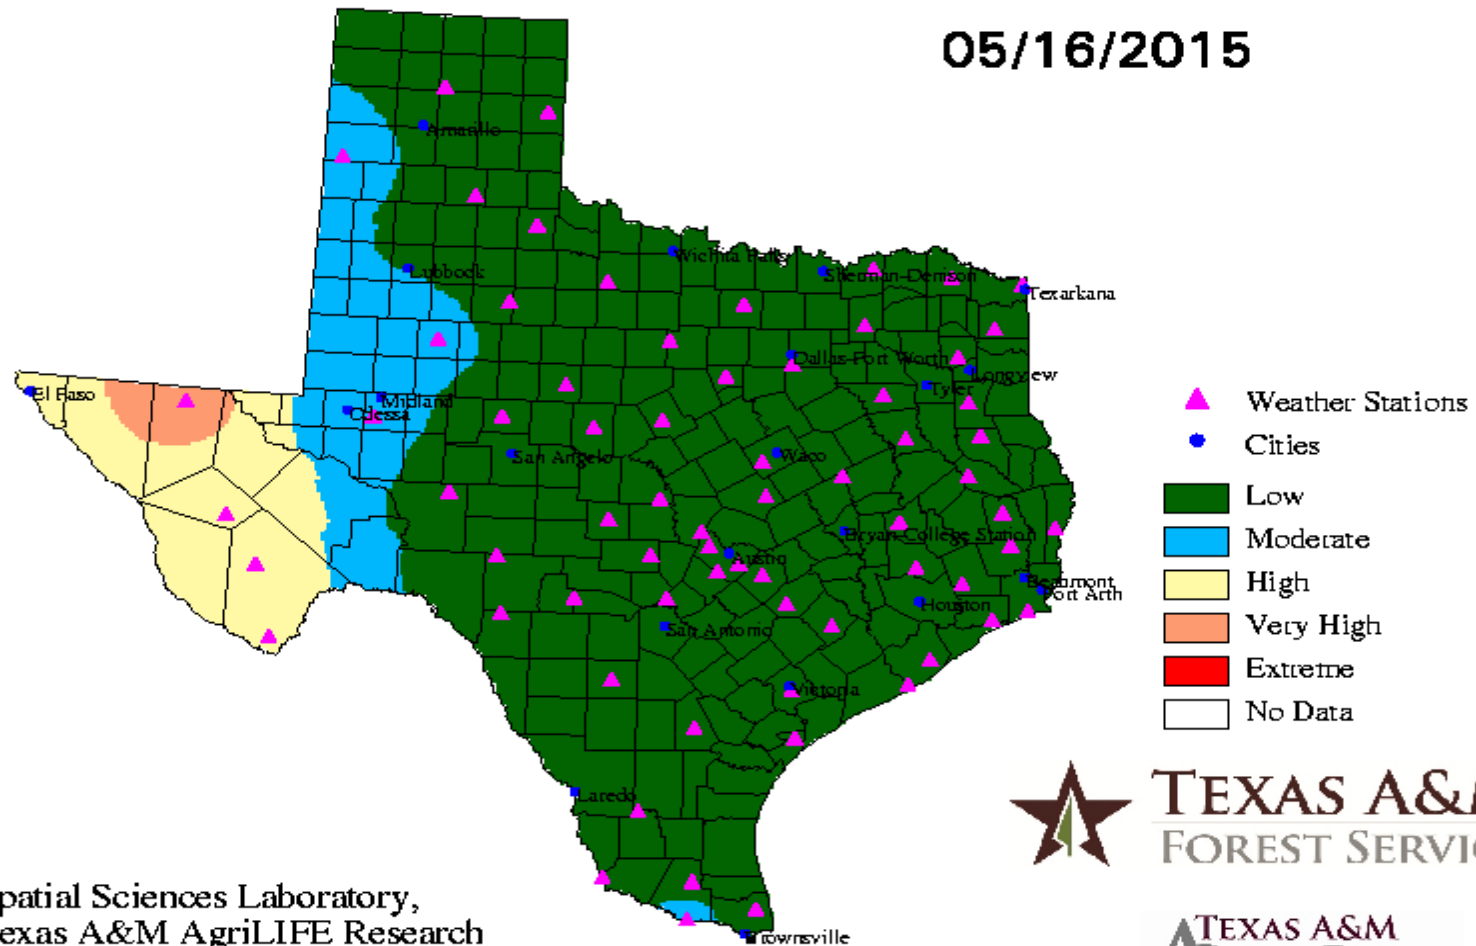 05/16/2015
Amarillo
Lubbock
Wichita Falls
Sherman-Denison
Texarkana
Dallas-Fort Worth
Longview
Tyler
El Paso
Midland
Odessa
San Angelo
Waco
Bryan-College Station
Austin
Beaumont
Port Arth
Houston
San Antonio
Victoria
Laredo
Brownsville
Weather Stations
Cities
Low
Moderate
High
Very High
Extreme
No Data
TEXAS A&M
FOREST SERVIC
patial Sciences Laboratory,
exas A&M AgriLIFE Research
TEXAS A&M